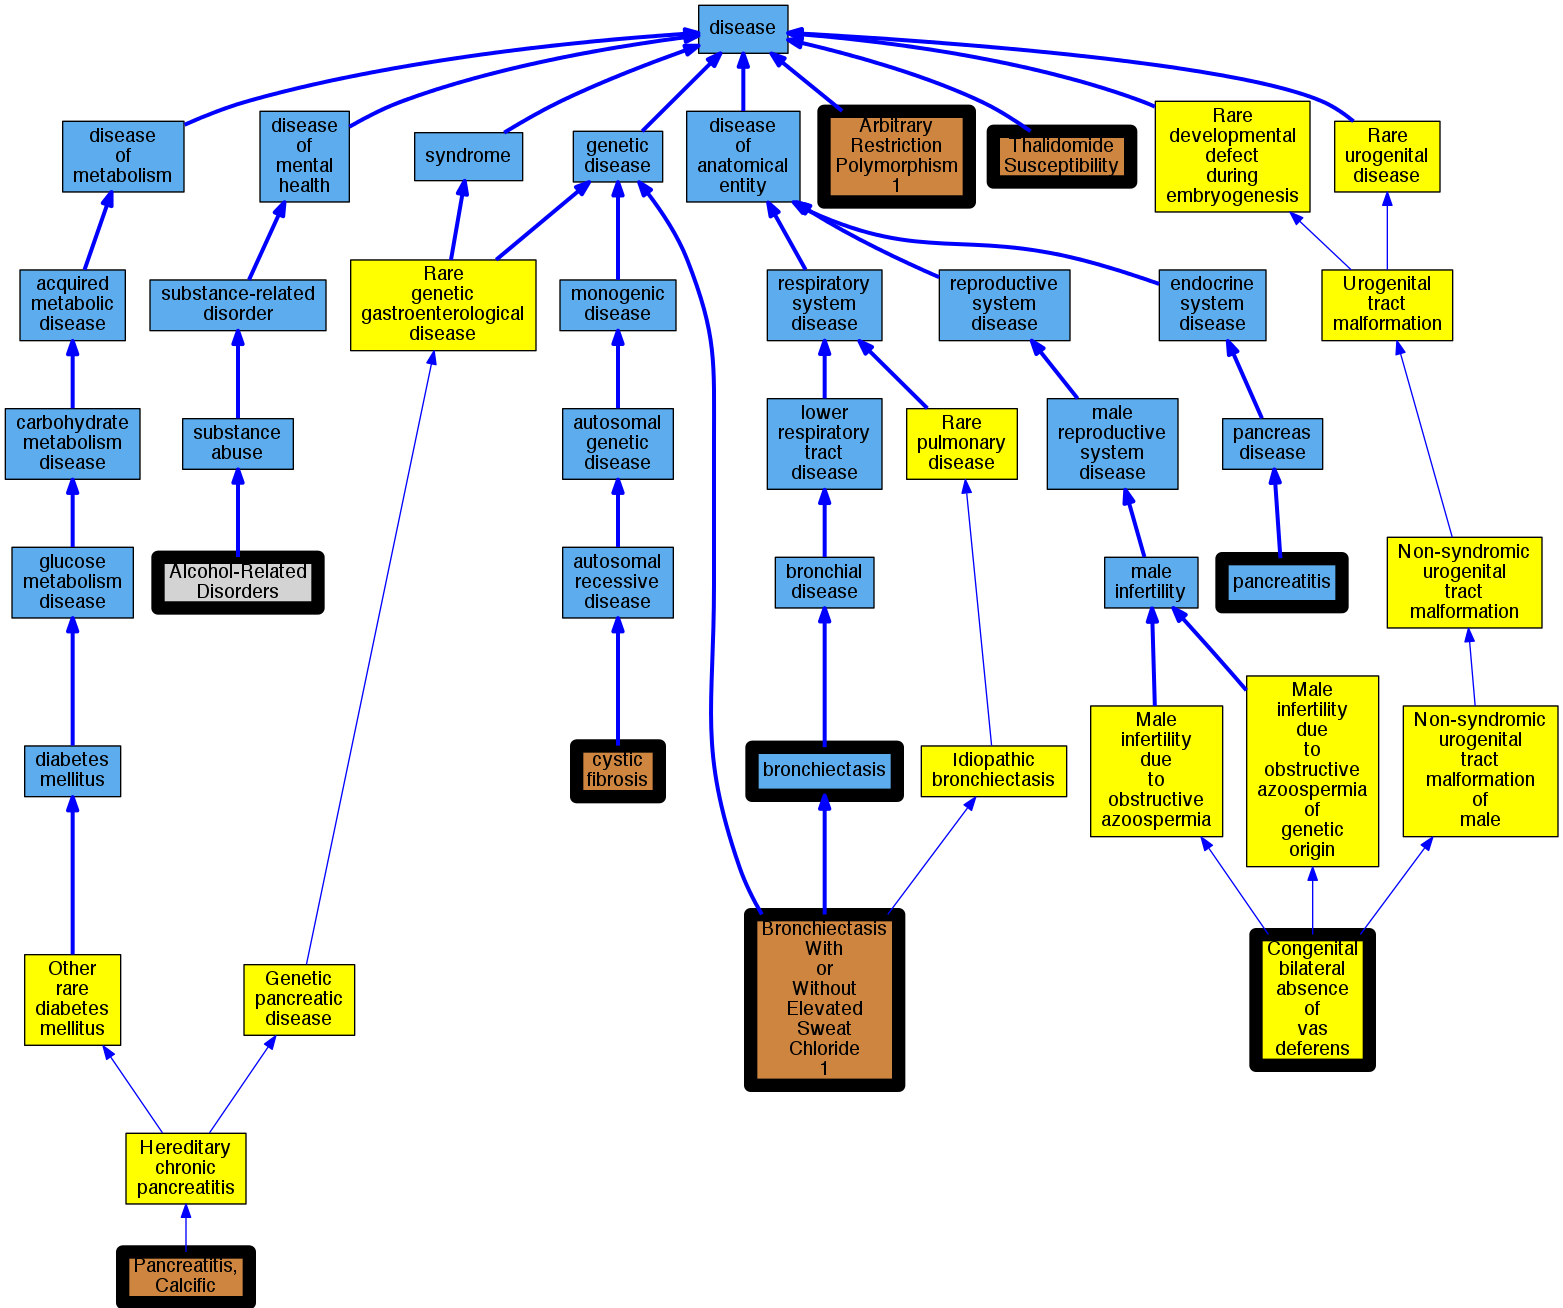 disease
disease
of
metabolism
disease
of
mental
health
syndrome
genetic
disease
disease
of
anatomical
entity
Arbitrary
Restriction
Polymorphism
1
Thalidomide
Susceptibility
Rare
developmental
defect
during
embryogenesis
Rare
urogenital
disease
acquired
metabolic
disease
substance-related
disorder
Rare
genetic
gastroenterological
disease
monogenic
disease
respiratory
system
disease
reproductive
system
disease
endocrine
system
disease
Urogenital
tract
malformation
carbohydrate
metabolism
disease
substance
abuse
autosomal
genetic
disease
lower
respiratory
tract
disease
Rare
pulmonary
disease
male
reproductive
system
disease
pancreas
disease
glucose
metabolism
disease
Alcohol-Related
Disorders
autosomal
recessive
disease
bronchial
disease
male
infertility
pancreatitis
Non-syndromic
urogenital
tract
malformation
diabetes
mellitus
cystic
fibrosis
bronchiectasis
Idiopathic
bronchiectasis
Male
infertility
due
to
obstructive
azoospermia
Male
infertility
due
to
obstructive
azoospermia
of
genetic
origin
Non-syndromic
urogenital
tract
malformation
of
male
Other
rare
diabetes
mellitus
Genetic
pancreatic
disease
Bronchiectasis
With
or
Without
Elevated
Sweat
Chloride
1
Congenital
bilateral
absence
of
vas
deferens
Hereditary
chronic
pancreatitis
Pancreatitis,
Calcific